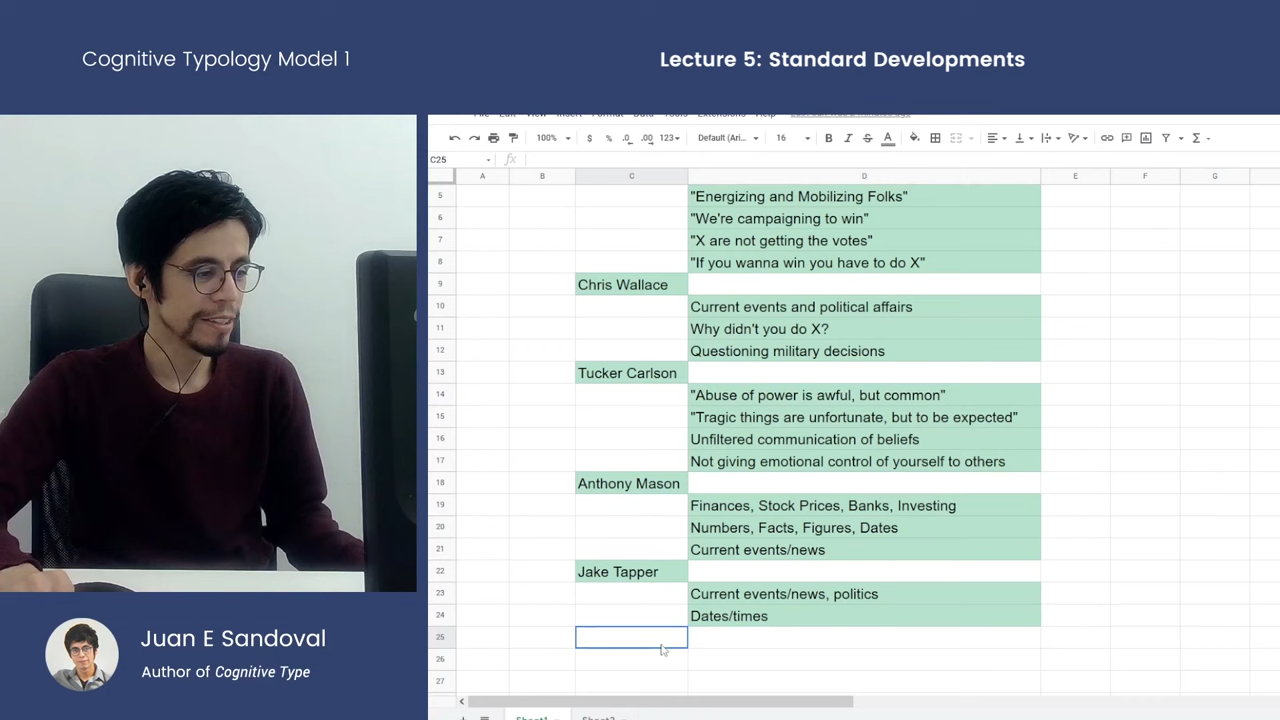 Cognitive Typology Model 1
Lecture 5: Standard Developments
100%
$ % .0 .00 123
Default (Ari...
16
B I S A
C25
fx
A B C D E F G
5 "Energizing and Mobilizing Folks"
6 "We're campaigning to win"
7 "X are not getting the votes"
8 "If you wanna win you have to do X"
9 Chris Wallace
10 Current events and political affairs
11 Why didn't you do X?
12 Questioning military decisions
13 Tucker Carlson
14 "Abuse of power is awful, but common"
15 "Tragic things are unfortunate, but to be expected"
16 Unfiltered communication of beliefs
17 Not giving emotional control of yourself to others
18 Anthony Mason
19 Finances, Stock Prices, Banks, Investing
20 Numbers, Facts, Figures, Dates
21 Current events/news
22 Jake Tapper
23 Current events/news, politics
24 Dates/times
25
26
27
Juan E Sandoval
Author of Cognitive Type